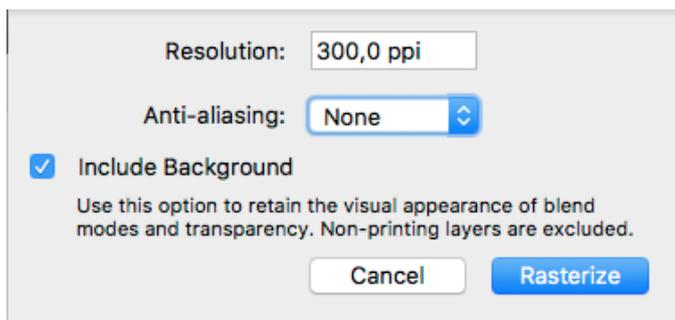 Resolution: 300,0 ppi
Anti-aliasing: None
Include Background
Use this option to retain the visual appearance of blend
modes and transparency. Non-printing layers are excluded.
Cancel Rasterize